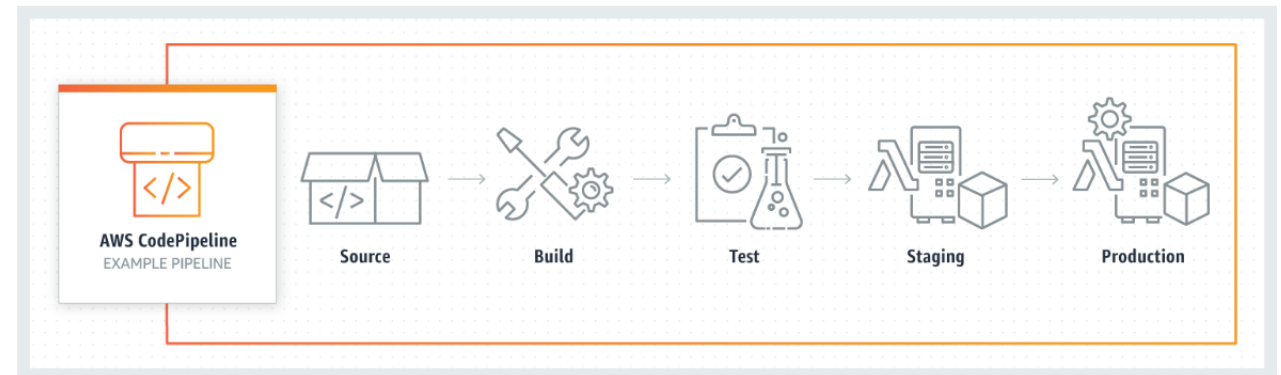 </>
AWS CodePipeline
EXAMPLE PIPELINE
</>
Source
Build
Test
Staging
Production